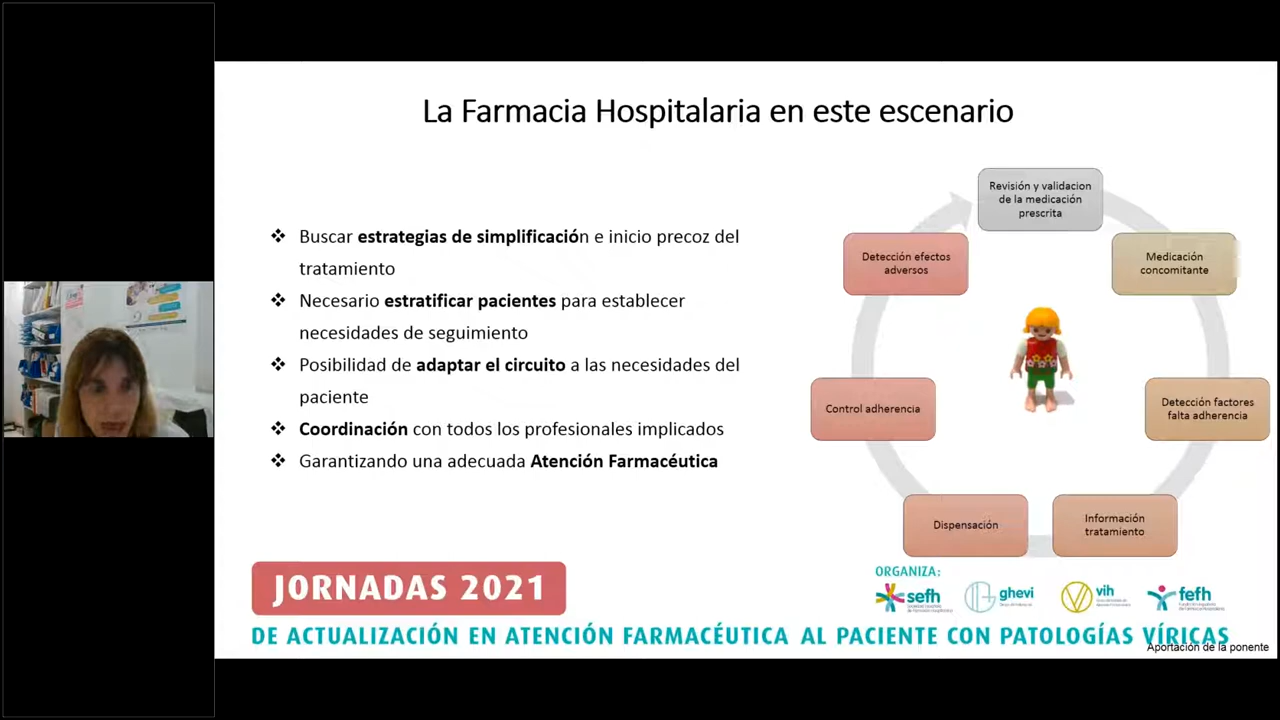 La Farmacia Hospitalaria en este escenario
❖ Buscar estrategias de simplificación e inicio precoz del
tratamiento
❖ Necesario estratificar pacientes para establecer
necesidades de seguimiento
❖ Posibilidad de adaptar el circuito a las necesidades del
paciente
❖ Coordinación con todos los profesionales implicados
❖ Garantizando una adecuada Atención Farmacéutica
Revisión y validacion
de la medicación
prescrita
Medicación
concomitante
Detección factores
falta adherencia
Información
tratamiento
Dispensación
Control adherencia
Detección efectos
adversos
JORNADAS 2021
ORGANIZA:
sefh
ghevi
vih
fefh
DE ACTUALIZACIÓN EN ATENCIÓN FARMACÉUTICA AL PACIENTE CON PATOLOGÍAS VÍRICAS
Aportación de la ponente